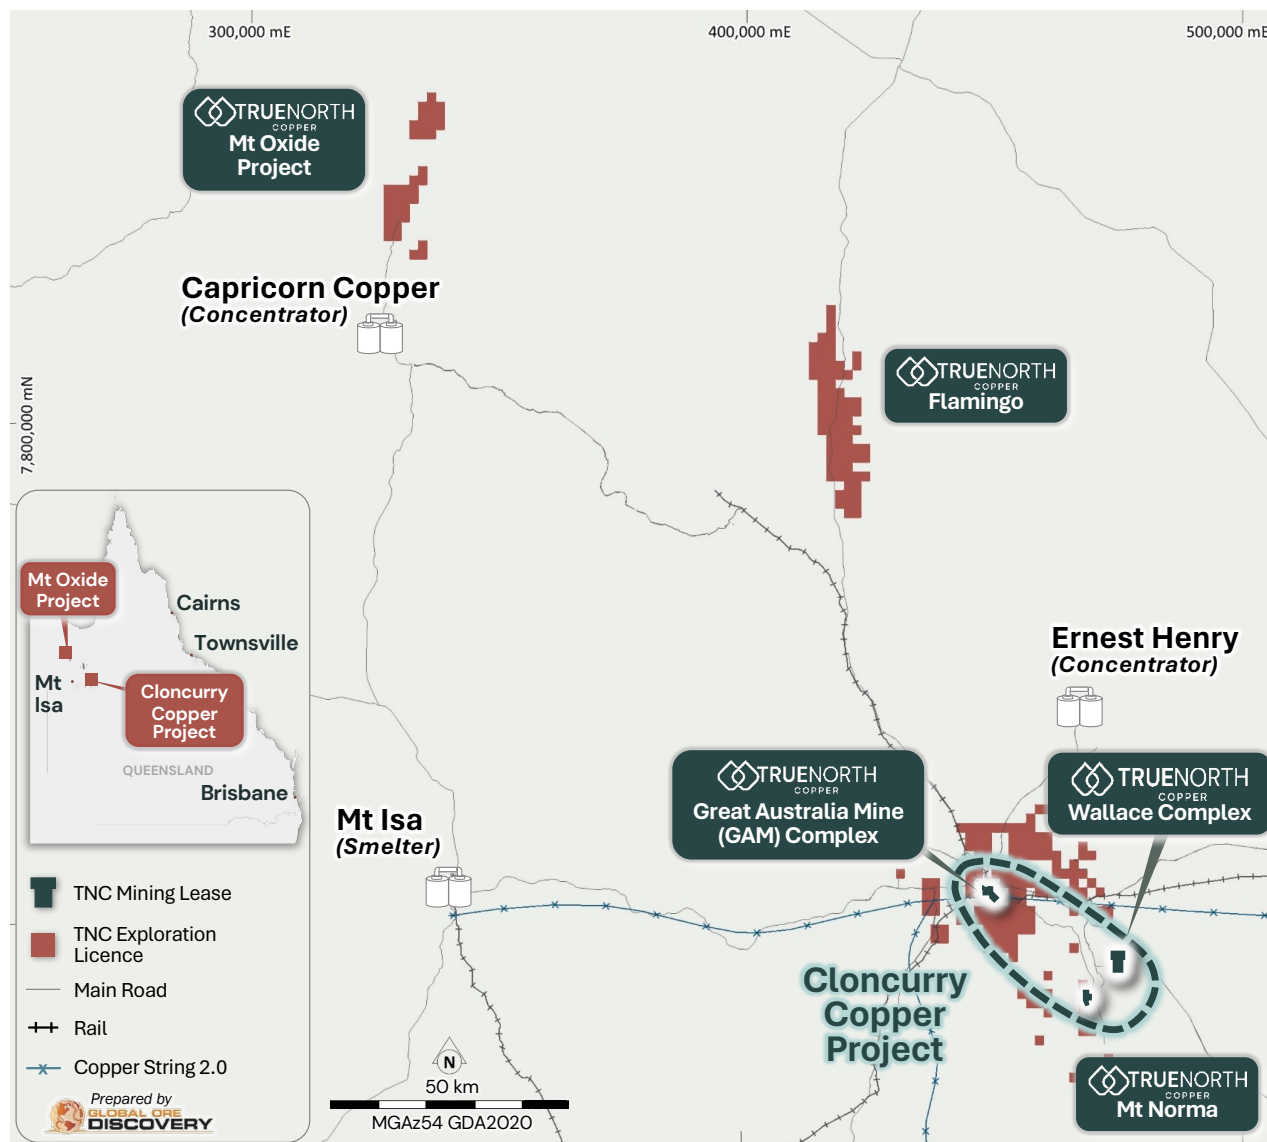 300,000 mE
400,000 mE
500,000 mE
TRUENORTH
COPPER
Mt Oxide
Project
Capricorn Copper
(Concentrator)
TRUENORTH
COPPER
Flamingo
7,800,000 mN
Mt Oxide
Project
Cairns
Townsville
Mt
Isa
Cloncurry
Copper
Project
QUEENSLAND
Brisbane
Ernest Henry
(Concentrator)
TRUENORTH
COPPER
Great Australia Mine
(GAM) Complex
TRUENORTH
COPPER
Wallace Complex
Mt Isa
(Smelter)
TNC Mining Lease
TNC Exploration
Licence
Main Road
Rail
Copper String 2.0
Prepared by
GLOBAL ORE
DISCOVERY
Cloncurry
Copper
Project
N
50 km
MGAz54 GDA2020
TRUENORTH
COPPER
Mt Norma